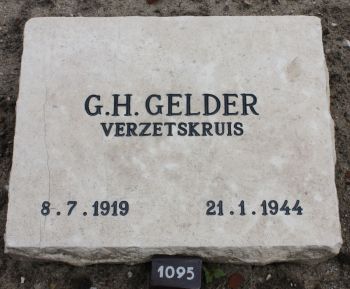 G.H. GELDER
VERZETSKRUIS
8.7.1919 21.1.1944
1095